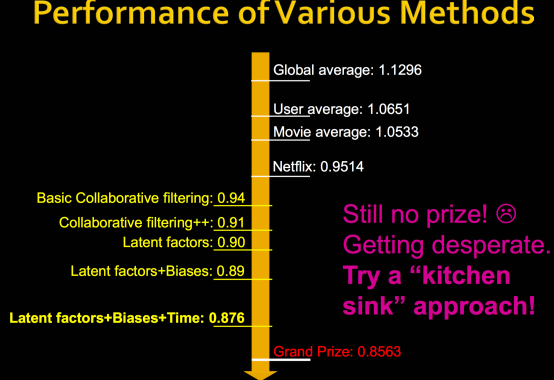 Performance of Various Methods
Global average: 1.1296
User average: 1.0651
Movie average: 1.0533
Netflix: 0.9514
Basic Collaborative filtering: 0.94
Collaborative filtering++: 0.91
Latent factors: 0.90
Latent factors+Biases: 0.89
Latent factors+Biases+Time: 0.876
Still no prize! ☹
Getting desperate.
Try a “kitchen
sink” approach!
Grand Prize: 0.8563